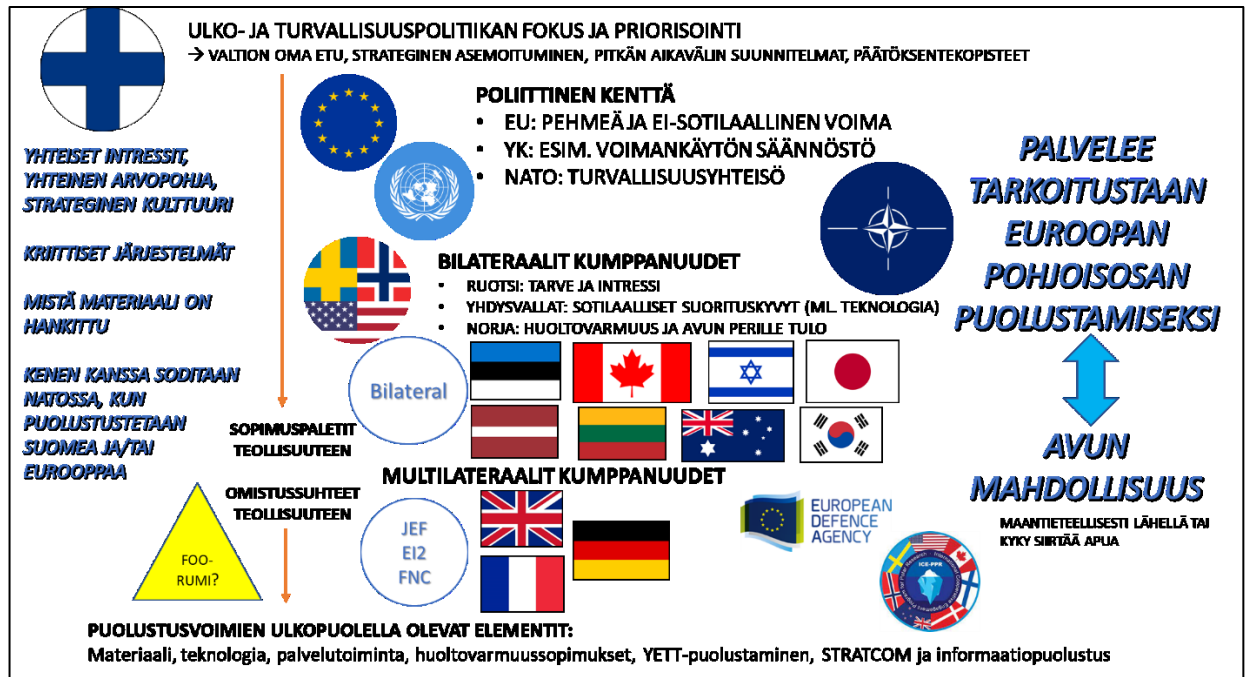 ULKO- JA TURVALLISUUSPOLITIIKAN FOKUS JA PRIORISOINTI
→ VALTION OMA ETU, STRATEGINEN ASEMOITUMINEN, PITKÄN AIKAVÄLIN SUUNNITELMAT, PÄÄTÖKSENTEKOPISTEET
POLIITTINEN KENTTÄ
• EU: PEHMEÄ JA EI-SOTILAALLINEN VOIMA
• YK: ESIM. VOIMANKÄYTÖN SÄÄNNÖSTÖ
• NATO: TURVALLISUUSYHTEISÖ
YHTEISET INTRESSIT,
YHTEINEN ARVOPOHJA,
STRATEGINEN KULTTUURI
KRIITTISET JÄRJESTELMÄT
MISTÄ MATERIAALI ON
HANKITTU
KENEN KANSSA SODITAAN
NATOSSA, KUN
PUOLUSTUSTETAAN
SUOMEA JA/TAI
EUROOPPAA
BILATERAALIT KUMPPANUUDET
• RUOTSI: TARVE JA INTRESSI
• YHDYSVALLAT: SOTILAALLISET SUORITUSKYVYT (ML. TEKNOLOGIA)
• NORJA: HUOLTOVARMUUS JA AVUN PERILLE TULO
Bilateral
SOPIMUSPALETIT
TEOLLISUUTEEN
MULTILATERAALIT KUMPPANUUDET
OMISTUSSUHTEET
TEOLLISUUTEEN
JEF
EI2
FNC
FOO-
RUMI?
EUROPEAN
DEFENCE
AGENCY
ICE-PPR
PALVELEE
TARKOITUSTAAN
EUROOPAN
POHJOISOSAN
PUOLUSTAMISEKSI
AVUN
MAHDOLLISUUS
MAANTIETEELLISESTI LÄHELLÄ TAI
KYKY SIIRTÄÄ APUA
PUOLUSTUSVOIMIEN ULKOPUOLELLA OLEVAT ELEMENTIT:
Materiaali, teknologia, palvelutoiminta, huoltovarmuussopimukset, YETT-puolustaminen, STRATCOM ja informaatiopuolustus